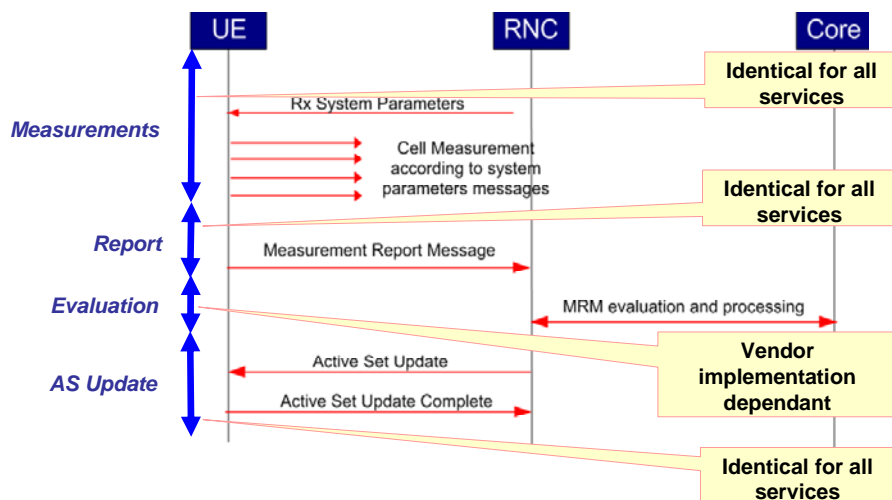 UE
RNC
Core
Identical for all
services
Rx System Parameters
Measurements
Cell Measurement
according to system
parameters messages
Identical for all
services
Report
Measurement Report Message
Evaluation
MRM evaluation and processing
Vendor
implementation
dependant
AS Update
Active Set Update
Active Set Update Complete
Identical for all
services